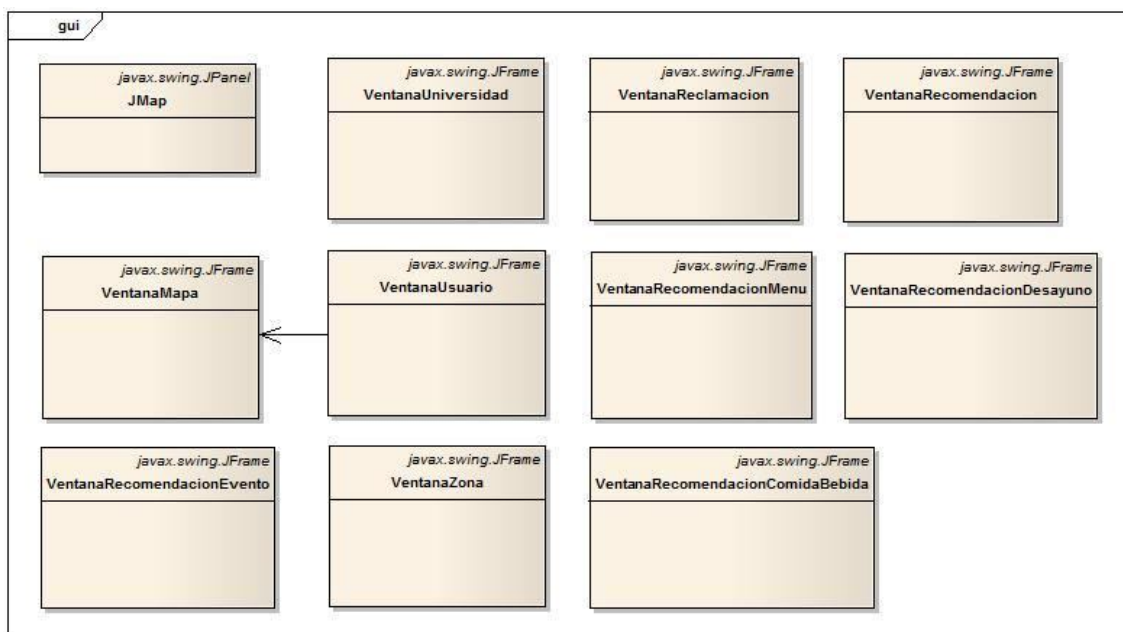 gui
javax.swing.JPanel
JMap
javax.swing.JFrame
VentanaUniversidad
javax.swing.JFrame
VentanaReclamacion
javax.swing.JFrame
VentanaRecomendacion
javax.swing.JFrame
VentanaMapa
javax.swing.JFrame
VentanaUsuario
javax.swing.JFrame
VentanaRecomendacionMenu
javax.swing.JFrame
VentanaRecomendacionDesayuno
javax.swing.JFrame
VentanaRecomendacionEvento
javax.swing.JFrame
VentanaZona
javax.swing.JFrame
VentanaRecomendacionComidaBebida